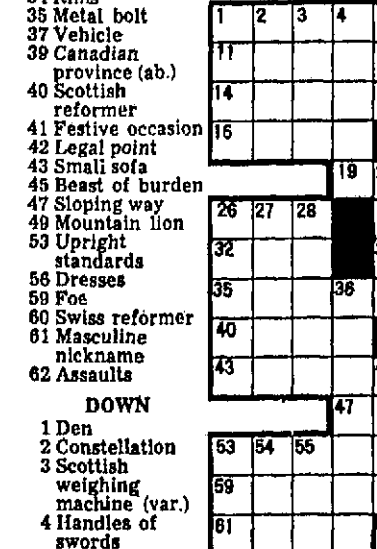 35 Metal bolt
37 Vehicle
39 Canadian
province (ab.)
40 Scottish
reformer
41 Festive occasion
42 Legal point
43 Small sofa
45 Beast of burden
47 Sloping way
49 Mountain lion
53 Upright
standards
56 Dresses
59 Foe
60 Swiss reformer
61 Masculine
nickname
62 Assaults
DOWN
1 Den
2 Constellation
3 Scottish
weighing
machine (var.)
4 Handles of
swords
1 2 3 4
11
14
16
19
26 27 28
32
35 36
40
43
47
53 54 55
59
61